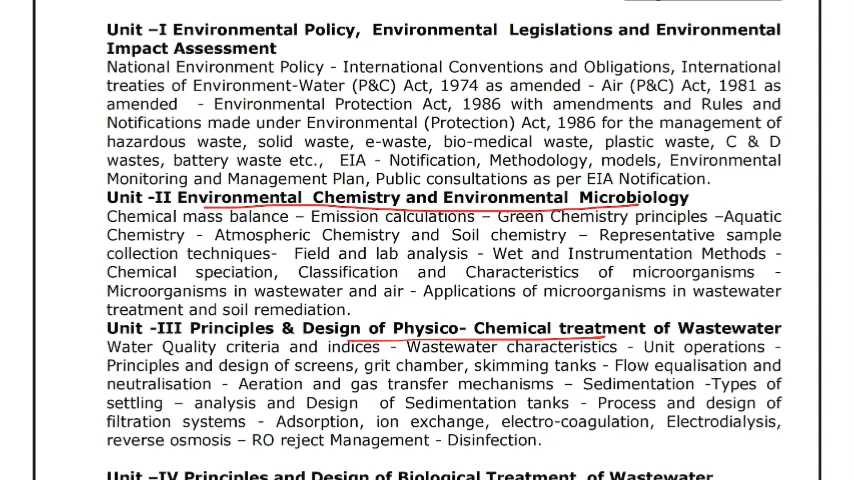 Unit –I Environmental Policy, Environmental Legislations and Environmental
Impact Assessment
National Environment Policy - International Conventions and Obligations, International
treaties of Environment-Water (P&C) Act, 1974 as amended - Air (P&C) Act, 1981 as
amended - Environmental Protection Act, 1986 with amendments and Rules and
Notifications made under Environmental (Protection) Act, 1986 for the management of
hazardous waste, solid waste, e-waste, bio-medical waste, plastic waste, C & D
wastes, battery waste etc., EIA - Notification, Methodology, models, Environmental
Monitoring and Management Plan, Public consultations as per EIA Notification.
Unit -II Environmental Chemistry and Environmental Microbiology
Chemical mass balance – Emission calculations – Green Chemistry principles –Aquatic
Chemistry - Atmospheric Chemistry and Soil chemistry – Representative sample
collection techniques- Field and lab analysis - Wet and Instrumentation Methods -
Chemical speciation, Classification and Characteristics of microorganisms -
Microorganisms in wastewater and air - Applications of microorganisms in wastewater
treatment and soil remediation.
Unit -III Principles & Design of Physico- Chemical treatment of Wastewater
Water Quality criteria and indices - Wastewater characteristics - Unit operations -
Principles and design of screens, grit chamber, skimming tanks - Flow equalisation and
neutralisation - Aeration and gas transfer mechanisms – Sedimentation -Types of
settling – analysis and Design of Sedimentation tanks - Process and design of
filtration systems - Adsorption, ion exchange, electro-coagulation, Electrodialysis,
reverse osmosis – RO reject Management - Disinfection.
Unit –IV Principles and Design of Biological Treatment of Wastewater